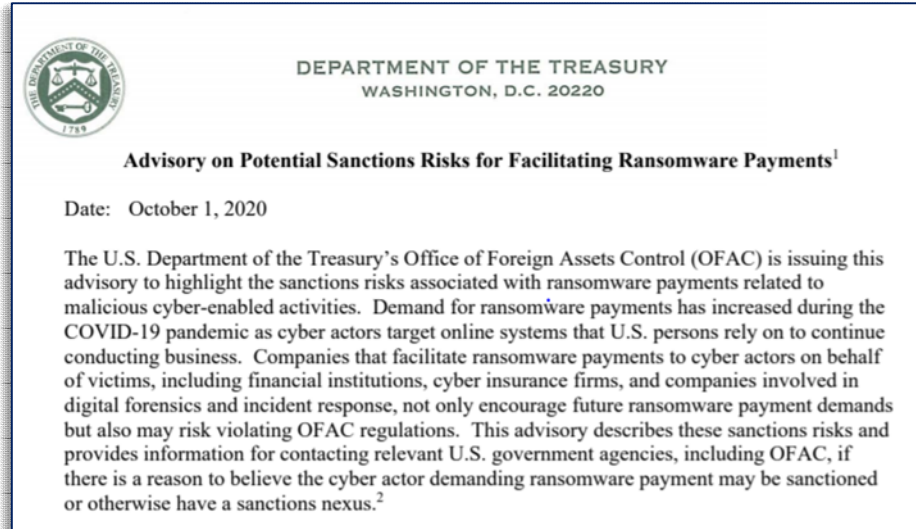 THE DEPARTMENT OF THE TREASURY
1789
DEPARTMENT OF THE TREASURY
WASHINGTON, D.C. 20220
Advisory on Potential Sanctions Risks for Facilitating Ransomware Payments¹
Date: October 1, 2020
The U.S. Department of the Treasury's Office of Foreign Assets Control (OFAC) is issuing this
advisory to highlight the sanctions risks associated with ransomware payments related to
malicious cyber-enabled activities. Demand for ransomware payments has increased during the
COVID-19 pandemic as cyber actors target online systems that U.S. persons rely on to continue
conducting business. Companies that facilitate ransomware payments to cyber actors on behalf
of victims, including financial institutions, cyber insurance firms, and companies involved in
digital forensics and incident response, not only encourage future ransomware payment demands
but also may risk violating OFAC regulations. This advisory describes these sanctions risks and
provides information for contacting relevant U.S. government agencies, including OFAC, if
there is a reason to believe the cyber actor demanding ransomware payment may be sanctioned
or otherwise have a sanctions nexus.²